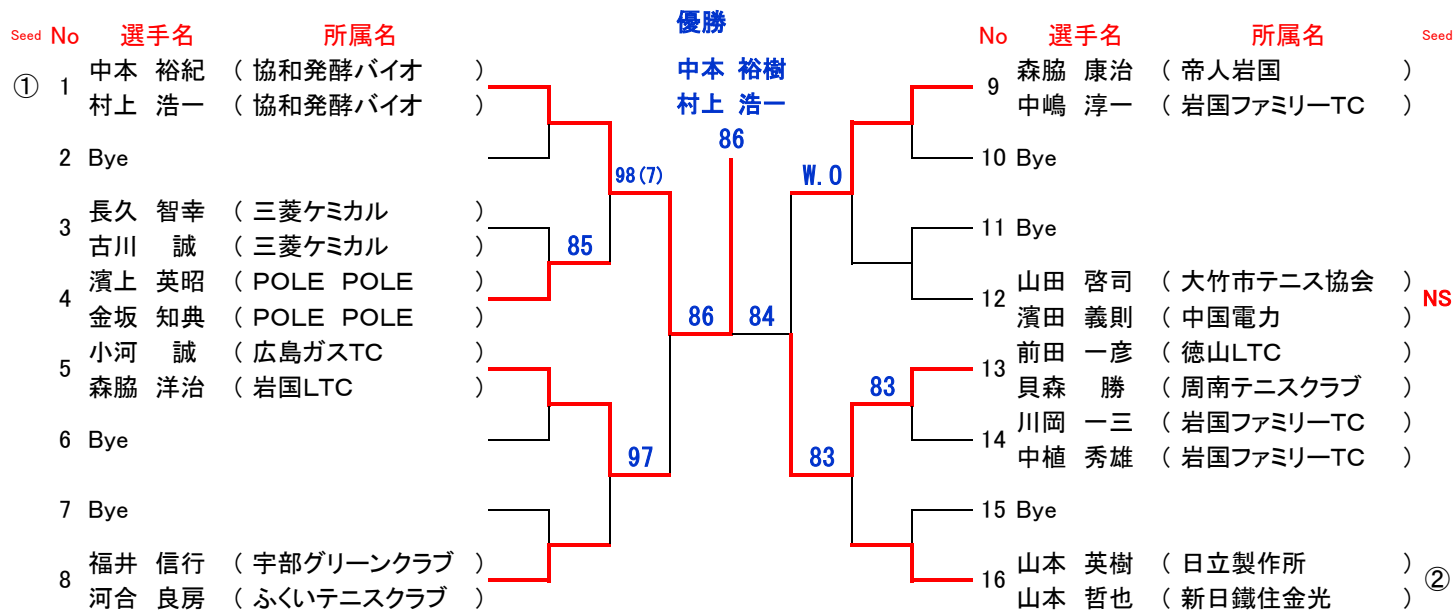 優勝
Seed No 選手名 所属名
中本 裕樹
村上 浩一
86
① 1 中本 裕紀 ( 協和発酵バイオ )
村上 浩一 ( 協和発酵バイオ )
2 Bye
98(7)
3 長久 智幸 ( 三菱ケミカル )
古川 誠 ( 三菱ケミカル )
85
4 濱上 英昭 ( POLE POLE )
金坂 知典 ( POLE POLE )
86 84
5 小河 誠 ( 広島ガスTC )
森脇 洋治 ( 岩国LTC )
6 Bye
97
7 Bye
8 福井 信行 ( 宇部グリーンクラブ )
河合 良房 ( ふくいテニスクラブ )
No 選手名 所属名 Seed
9 森脇 康治 ( 帝人岩国 )
中嶋 淳一 ( 岩国ファミリーTC )
10 Bye
W.O
11 Bye
12 山田 啓司 ( 大竹市テニス協会 ) NS
濱田 義則 ( 中国電力 )
13 前田 一彦 ( 徳山LTC )
貝森 勝 ( 周南テニスクラブ )
83
14 川岡 一三 ( 岩国ファミリーTC )
中植 秀雄 ( 岩国ファミリーTC )
83
15 Bye
16 山本 英樹 ( 日立製作所 ) ②
山本 哲也 ( 新日鐵住金光 )